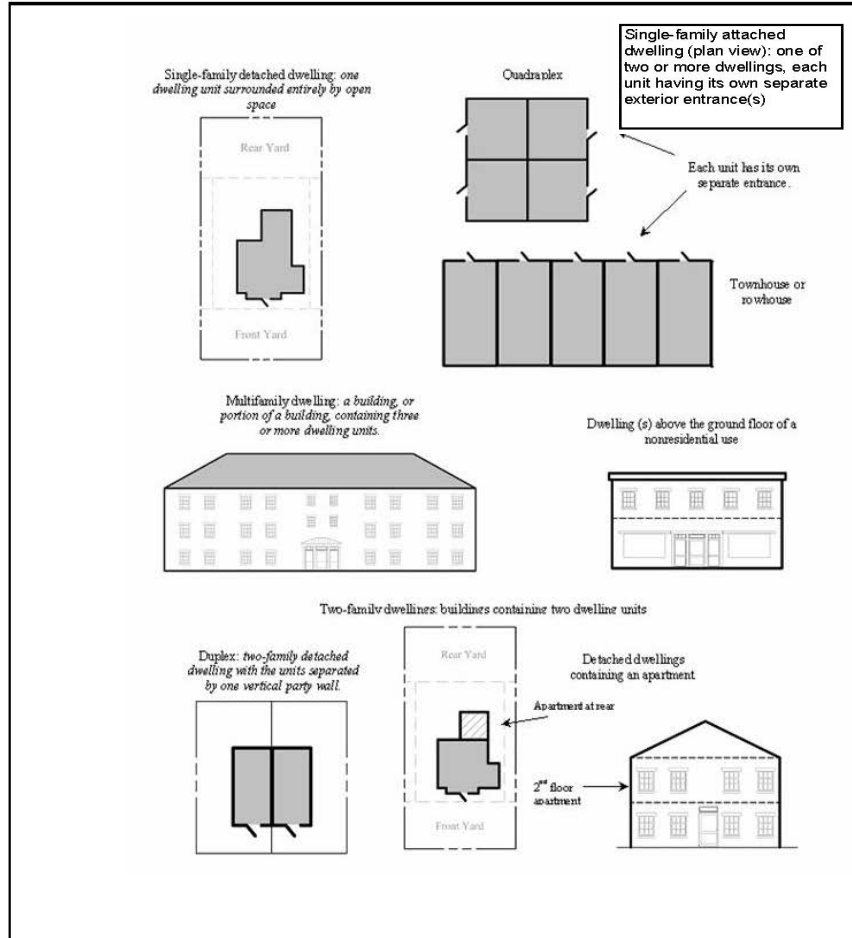 Single-family attached
dwelling (plan view): one of
two or more dwellings, each
unit having its own separate
exterior entrance(s)
Single-family detached dwelling: one
dwelling unit surrounded entirely by open
space
Quadraplex
Rear Yard
Front Yard
Each unit has its own
separate entrance.
Townhouse or
rowhouse
Multifamily dwelling: a building, or
portion of a building, containing three
or more dwelling units.
Dwelling (s) above the ground floor of a
nonresidential use
Two-family dwellings: buildings containing two dwelling units
Duplex: two-family detached
dwelling with the units separated
by one vertical party wall.
Rear Yard
Front Yard
Detached dwellings
containing an apartment
Apartment at rear
2nd floor
apartment